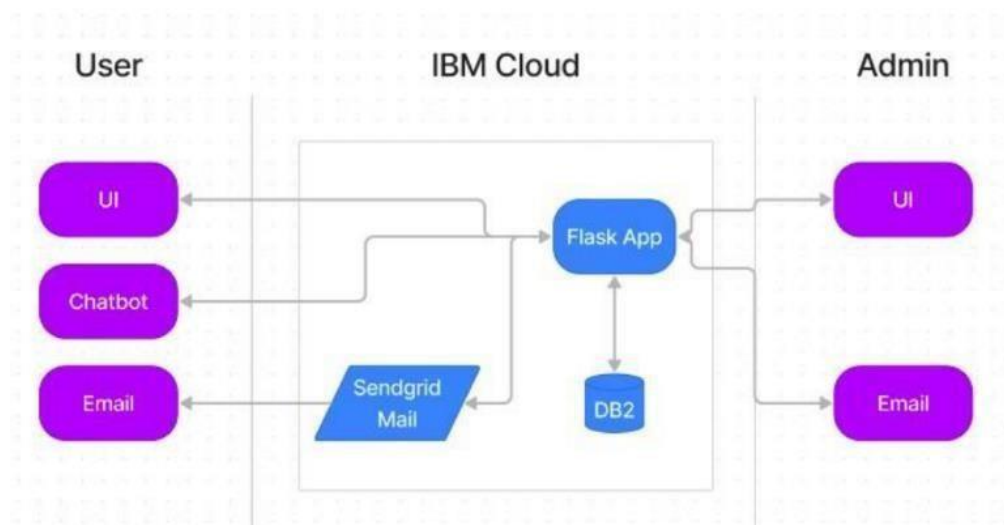 User
IBM Cloud
Admin
UI
Flask App
UI
Chatbot
Email
Sendgrid
Mail
DB2
Email